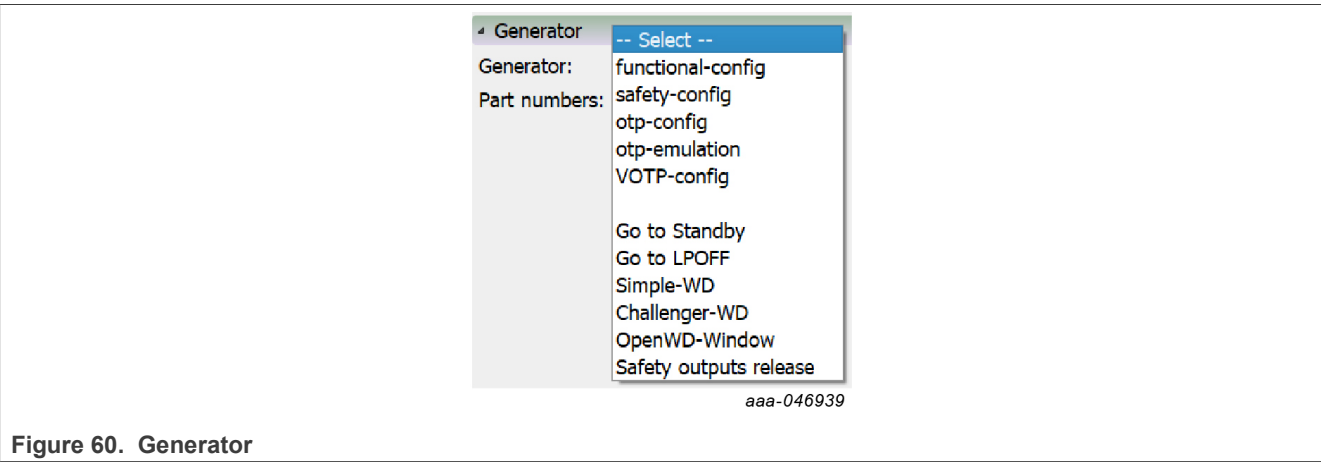 Generator
-- Select --
Generator:
functional-config
Part numbers:
safety-config
otp-config
otp-emulation
VOTP-config
Go to Standby
Go to LPOFF
Simple-WD
Challenger-WD
OpenWD-Window
Safety outputs release
aaa-046939
Figure 60. Generator